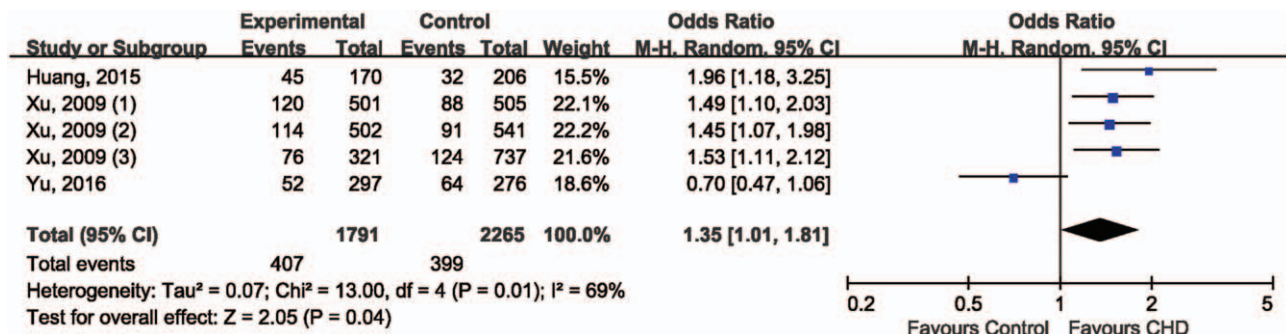 Experimental Control Odds Ratio Odds Ratio
Study or Subgroup Events Total Events Total Weight M-H. Random. 95% CI M-H. Random. 95% CI
Huang, 2015 45 170 32 206 15.5% 1.96 [1.18, 3.25]
Xu, 2009 (1) 120 501 88 505 22.1% 1.49 [1.10, 2.03]
Xu, 2009 (2) 114 502 91 541 22.2% 1.45 [1.07, 1.98]
Xu, 2009 (3) 76 321 124 737 21.6% 1.53 [1.11, 2.12]
Yu, 2016 52 297 64 276 18.6% 0.70 [0.47, 1.06]
Total (95% CI) 1791 2265 100.0% 1.35 [1.01, 1.81]
Total events 407 399
Heterogeneity: Tau² = 0.07; Chi² = 13.00, df = 4 (P = 0.01); I² = 69%
Test for overall effect: Z = 2.05 (P = 0.04)
0.2 0.5 1 2 5
Favours Control Favours CHD